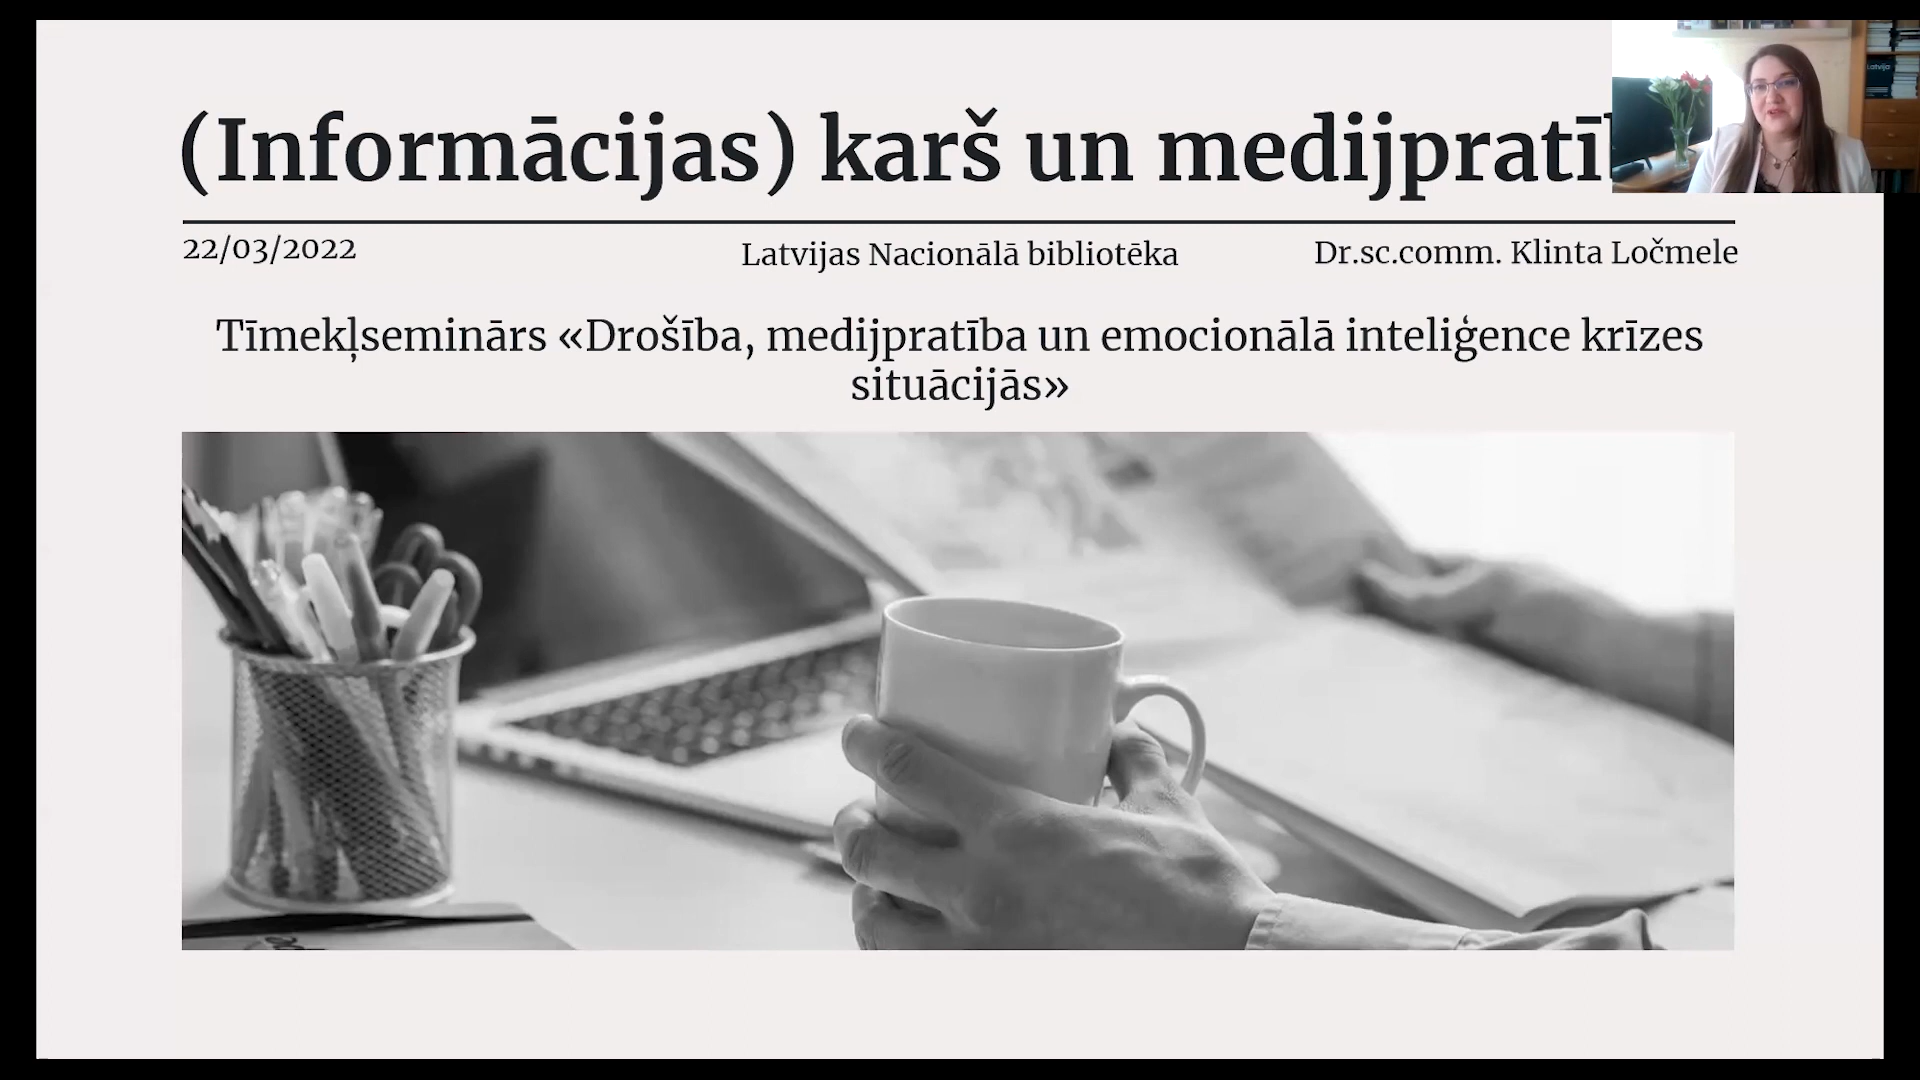 (Informācijas) karš un
22/03/2022
Latvijas Nacionālā bibliotēka
Dr.sc.comm. Klinta Ločmele
Tīmekļseminārs «Drošība, medijpratība un emocionālā inteliģence krīzes
situācijās»
Latvija